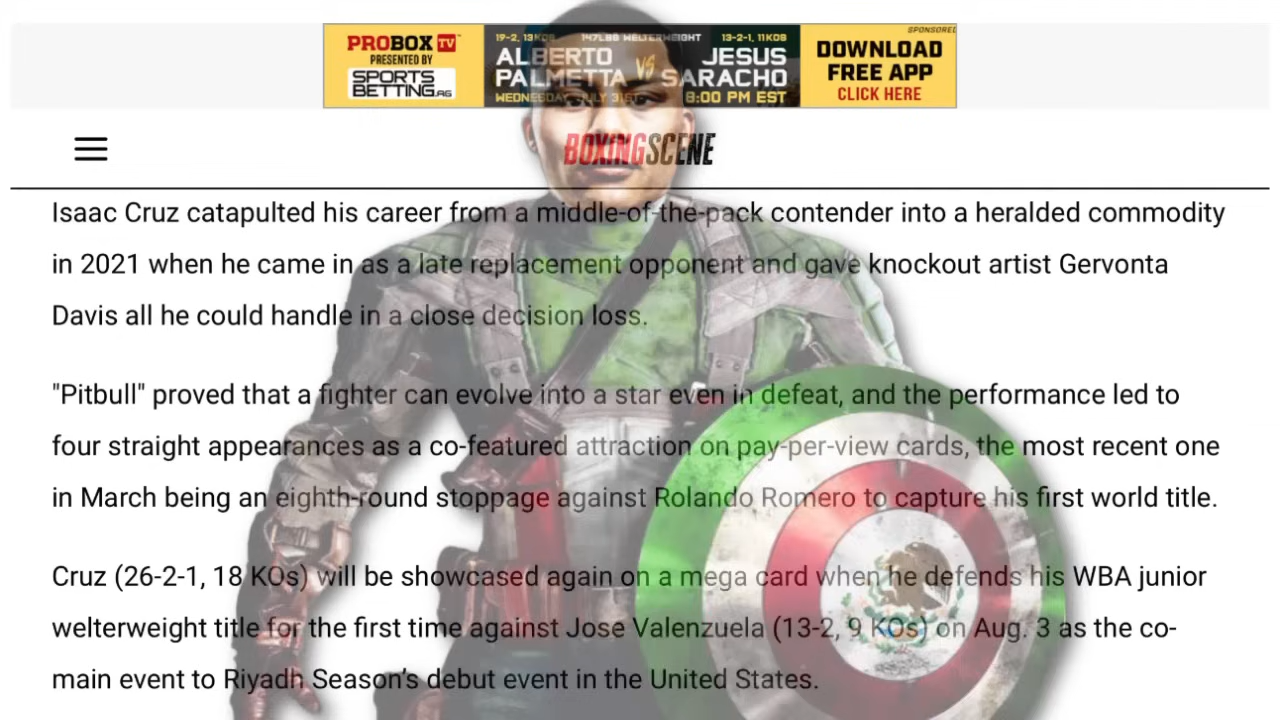 PROBOX TV
PRESENTED BY
SPORTS
BETTING.AG
19-2, 13KOS 147LBS WELTERWEIGHT 13-2-1, 11KOS
ALBERTO PALMETTA VS JESUS SARACHO
WEDNESDAY, JULY 31ST 8:00 PM EST
SPONSORED
DOWNLOAD
FREE APP
CLICK HERE
BOXINGSCENE
Isaac Cruz catapulted his career from a middle-of-the-pack contender into a heralded commodity
in 2021 when he came in as a late replacement opponent and gave knockout artist Gervonta
Davis all he could handle in a close decision loss.
"Pitbull" proved that a fighter can evolve into a star even in defeat, and the performance led to
four straight appearances as a co-featured attraction on pay-per-view cards, the most recent one
in March being an eighth-round stoppage against Rolando Romero to capture his first world title.
Cruz (26-2-1, 18 KOs) will be showcased again on a mega card when he defends his WBA junior
welterweight title for the first time against Jose Valenzuela (13-2, 9 KOs) on Aug. 3 as the co-
main event to Riyadh Season's debut event in the United States.